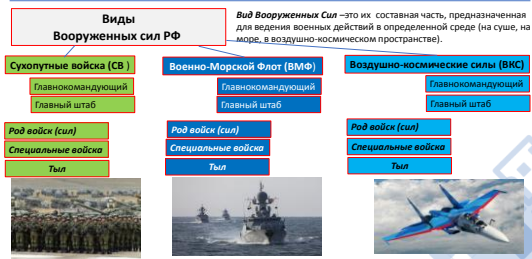 Виды
Вооруженных сил РФ
Вид Вооруженных Сил –это их составная часть, предназначенная
для ведения военных действий в определенной среде (на суше, на
море, в воздушно-космическом пространстве).
Сухопутные войска (СВ )
Главнокомандующий
Главный штаб
Род войск (сил)
Специальные войска
Тыл
Военно-Морской Флот (ВМФ)
Главнокомандующий
Главный штаб
Род войск (сил)
Специальные войска
Тыл
Воздушно-космические силы (ВКС)
Главнокомандующий
Главный штаб
Род войск (сил)
Специальные войска
Тыл